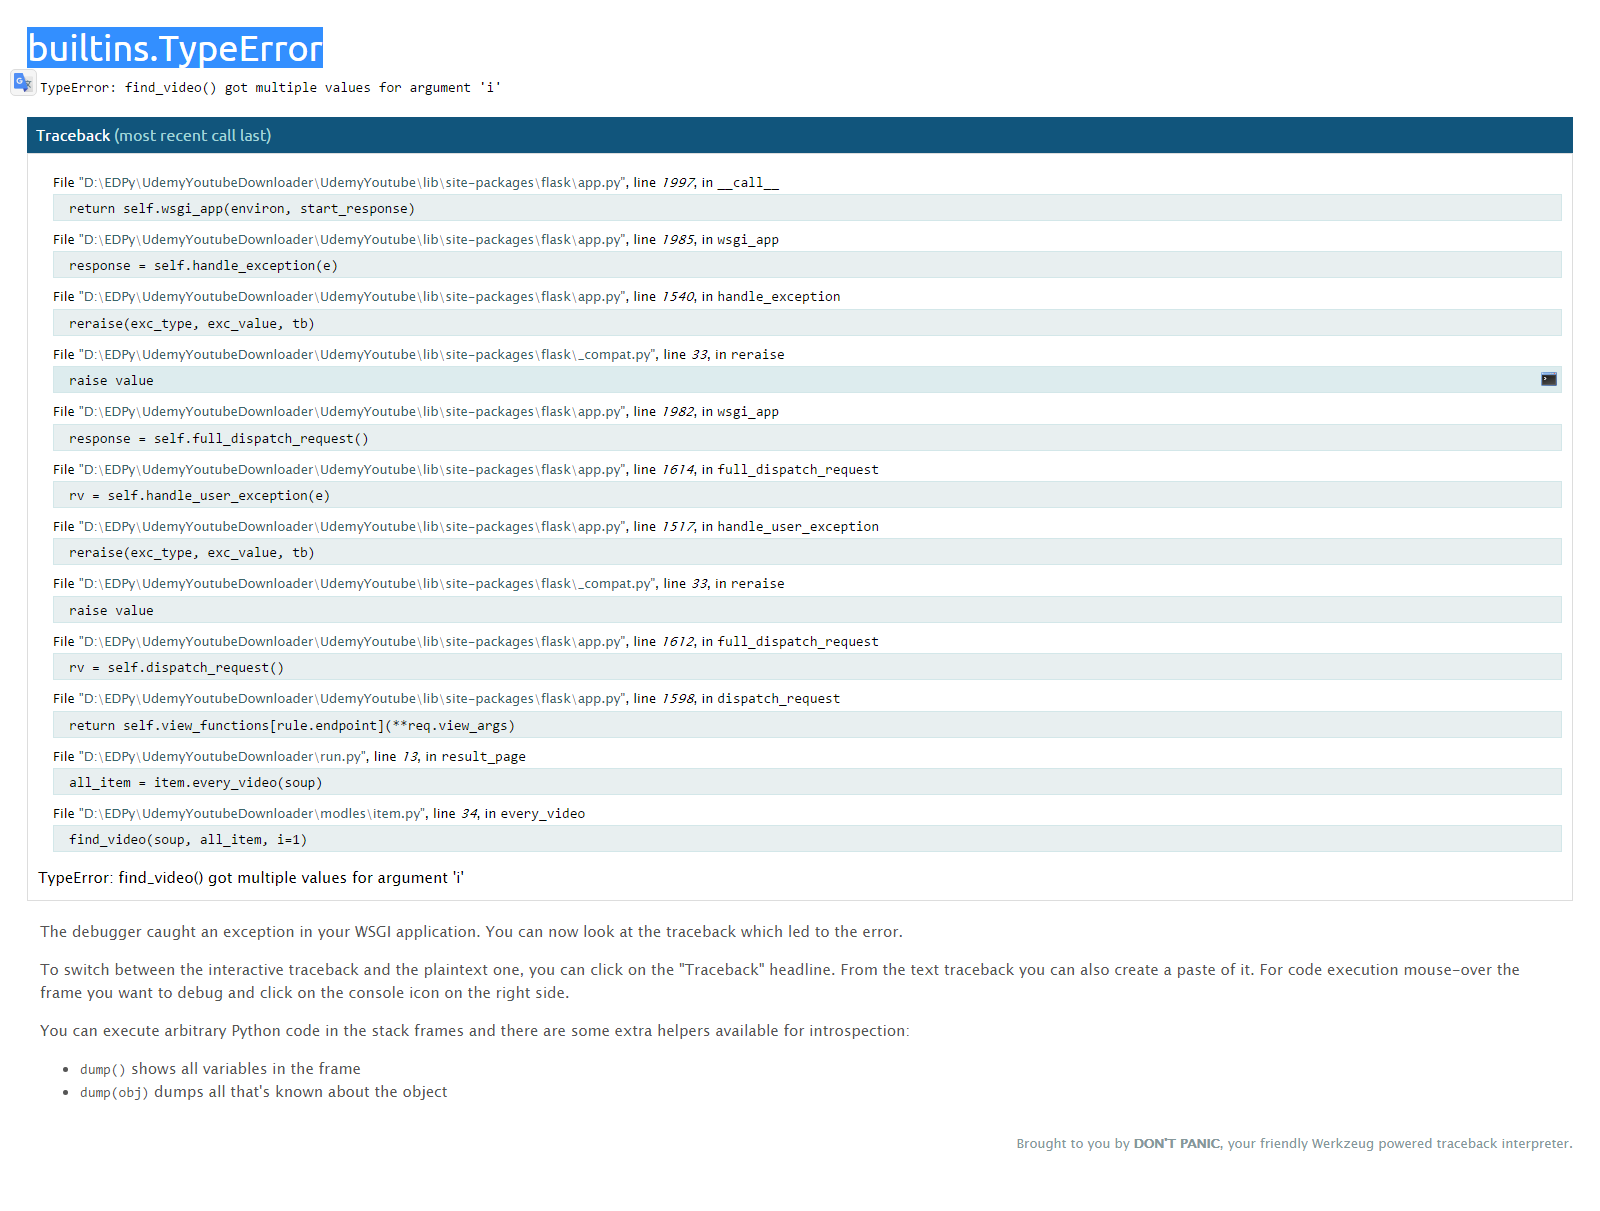 builtins.TypeError
TypeError: find_video() got multiple values for argument 'i'
Traceback (most recent call last)
File "D:\EDPy\UdemyYoutubeDownloader\UdemyYoutube\lib\site-packages\flask\app.py", line 1997, in __call__
return self.wsgi_app(environ, start_response)
File "D:\EDPy\UdemyYoutubeDownloader\UdemyYoutube\lib\site-packages\flask\app.py", line 1985, in wsgi_app
response = self.handle_exception(e)
File "D:\EDPy\UdemyYoutubeDownloader\UdemyYoutube\lib\site-packages\flask\app.py", line 1540, in handle_exception
reraise(exc_type, exc_value, tb)
File "D:\EDPy\UdemyYoutubeDownloader\UdemyYoutube\lib\site-packages\flask\_compat.py", line 33, in reraise
raise value
File "D:\EDPy\UdemyYoutubeDownloader\UdemyYoutube\lib\site-packages\flask\app.py", line 1982, in wsgi_app
response = self.full_dispatch_request()
File "D:\EDPy\UdemyYoutubeDownloader\UdemyYoutube\lib\site-packages\flask\app.py", line 1614, in full_dispatch_request
rv = self.handle_user_exception(e)
File "D:\EDPy\UdemyYoutubeDownloader\UdemyYoutube\lib\site-packages\flask\app.py", line 1517, in handle_user_exception
reraise(exc_type, exc_value, tb)
File "D:\EDPy\UdemyYoutubeDownloader\UdemyYoutube\lib\site-packages\flask\_compat.py", line 33, in reraise
raise value
File "D:\EDPy\UdemyYoutubeDownloader\UdemyYoutube\lib\site-packages\flask\app.py", line 1612, in full_dispatch_request
rv = self.dispatch_request()
File "D:\EDPy\UdemyYoutubeDownloader\UdemyYoutube\lib\site-packages\flask\app.py", line 1598, in dispatch_request
return self.view_functions[rule.endpoint](**req.view_args)
File "D:\EDPy\UdemyYoutubeDownloader\run.py", line 13, in result_page
all_item = item.every_video(soup)
File "D:\EDPy\UdemyYoutubeDownloader\modles\item.py", line 34, in every_video
find_video(soup, all_item, i=1)
TypeError: find_video() got multiple values for argument 'i'
The debugger caught an exception in your WSGI application. You can now look at the traceback which led to the error.
To switch between the interactive traceback and the plaintext one, you can click on the "Traceback" headline. From the text traceback you can also create a paste of it. For code execution mouse-over the
frame you want to debug and click on the console icon on the right side.
You can execute arbitrary Python code in the stack frames and there are some extra helpers available for introspection:
• dump() shows all variables in the frame
• dump(obj) dumps all that's known about the object
Brought to you by DON'T PANIC, your friendly Werkzeug powered traceback interpreter.